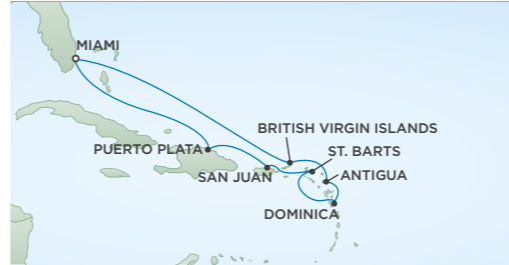 MIAMI
BRITISH VIRGIN ISLANDS
PUERTO PLATA
ST. BARTS
SAN JUAN
ANTIGUA
DOMINICA